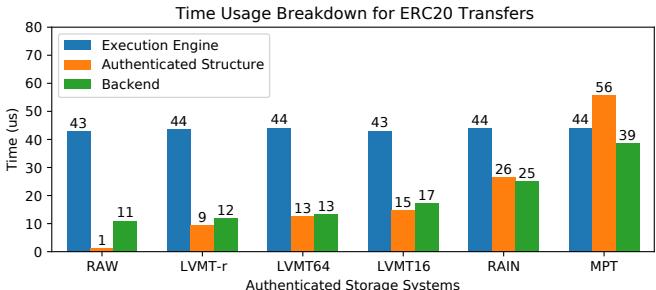 Time Usage Breakdown for ERC20 Transfers
80
70
60
50
40
30
20
10
0
Time (us)
Execution Engine
Authenticated Structure
Backend
43
1
11
44
9
12
44
13
13
43
15
17
44
26
25
44
56
39
RAW
LVMT-r
LVMT64
LVMT16
RAIN
MPT
Authenticated Storage Systems